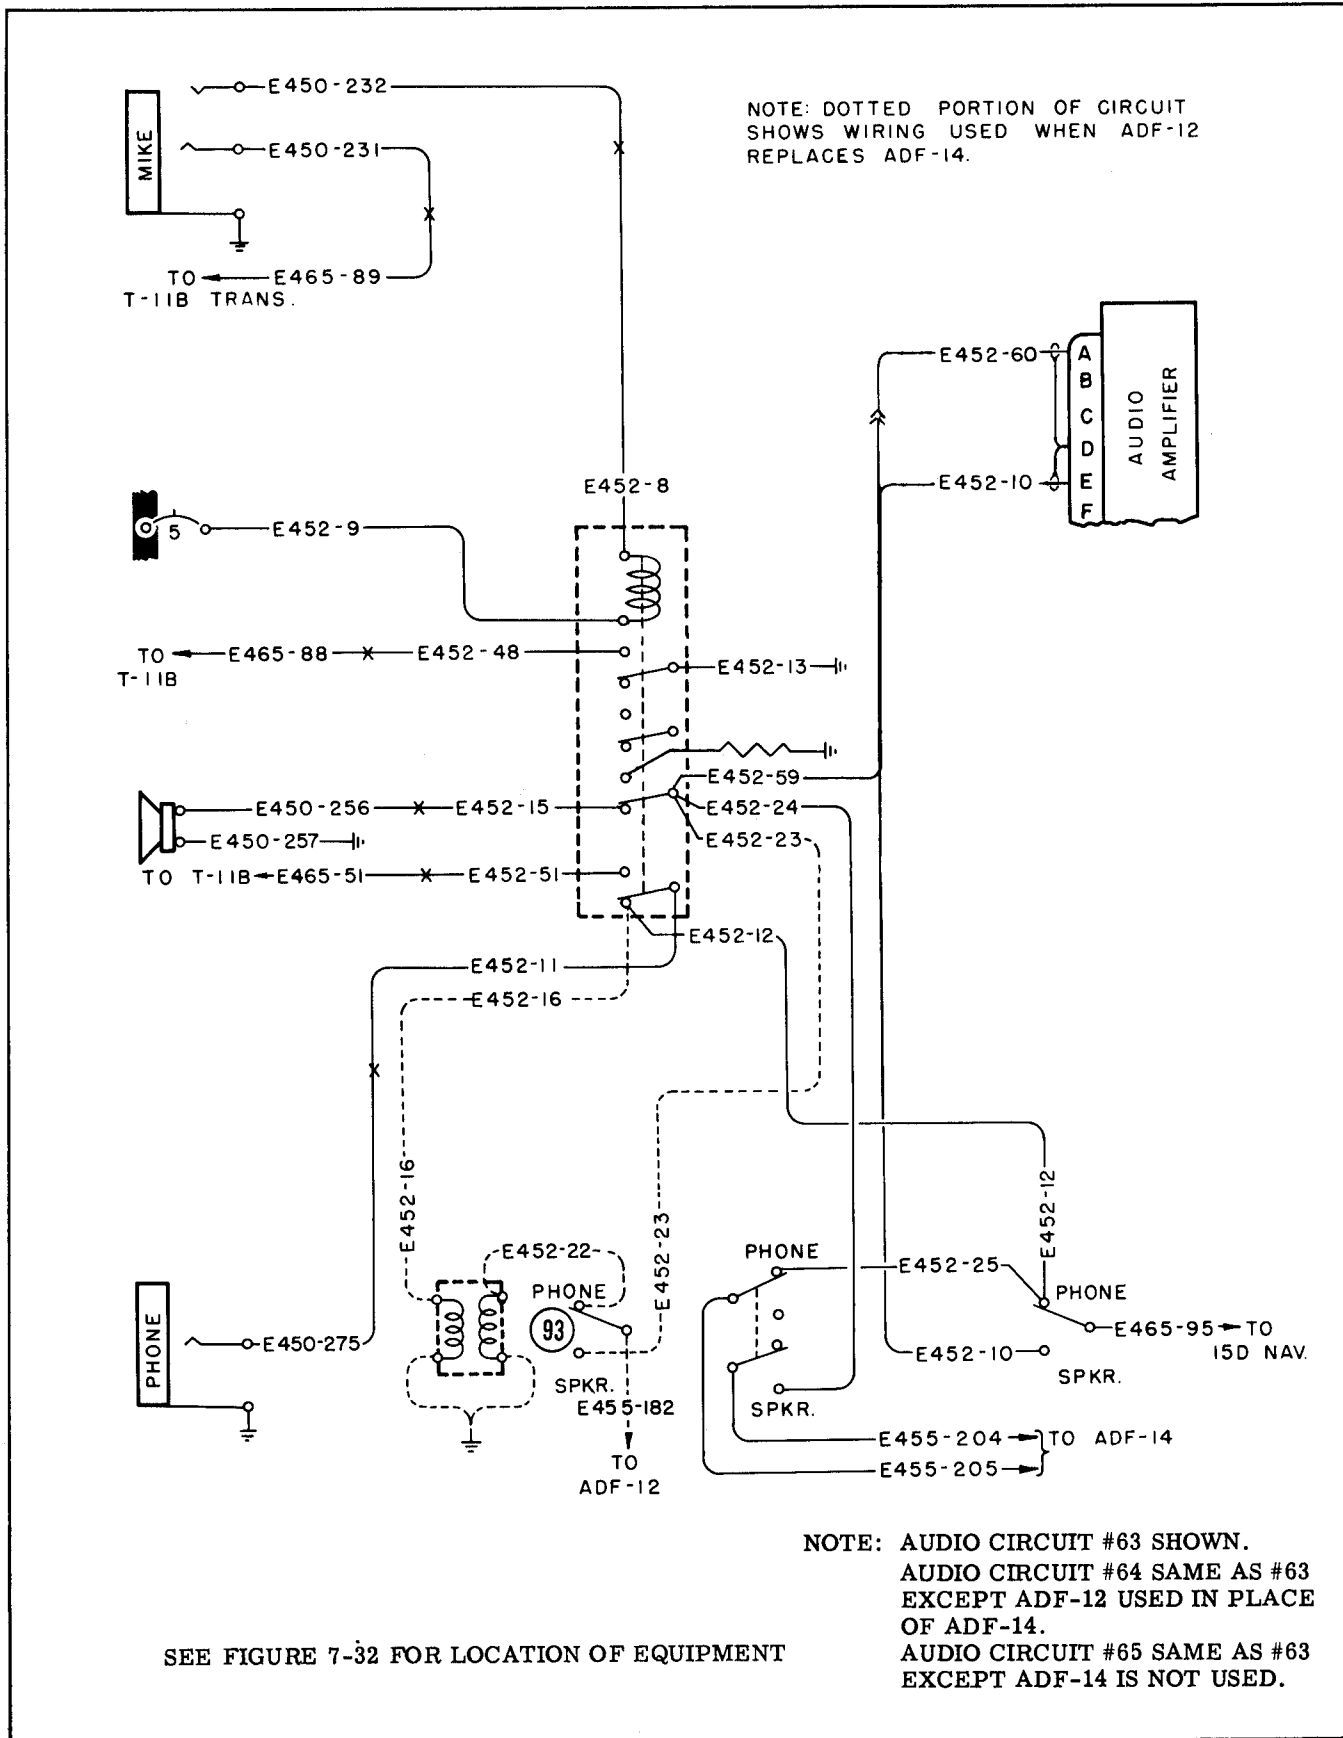 E450-232
NOTE: DOTTED PORTION OF CIRCUIT
SHOWS WIRING USED WHEN ADF-12
REPLACES ADF-14.
MIKE
E450-231
TO E465-89
T-11B TRANS.
E452-60
A
B
C
D
E
F
AUDIO
AMPLIFIER
E452-10
E452-8
5
E452-9
TO E465-88 E452-48
T-11B
E452-13
E452-59
E450-256 E452-15
E452-24
E450-257
E452-23
TO T-11B E465-51 E452-51
E452-12
E452-11
E452-16
E452-16
E452-23
E452-12
E452-22
PHONE
93
SPKR.
E455-182
TO
ADF-12
PHONE
E452-25
PHONE
E465-95 TO
15D NAV.
E452-10
SPKR.
SPKR.
PHONE
E450-275
E455-204 TO ADF-14
E455-205
NOTE: AUDIO CIRCUIT #63 SHOWN.
AUDIO CIRCUIT #64 SAME AS #63
EXCEPT ADF-12 USED IN PLACE
OF ADF-14.
AUDIO CIRCUIT #65 SAME AS #63
EXCEPT ADF-14 IS NOT USED.
SEE FIGURE 7-32 FOR LOCATION OF EQUIPMENT